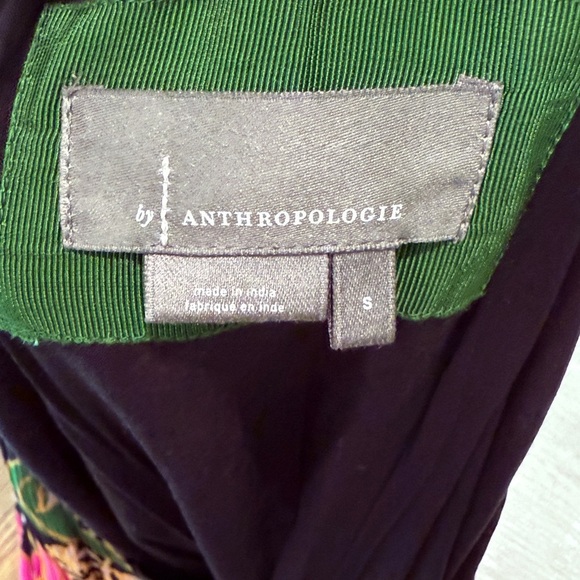 by ANTHROPOLOGIE
made in india
fabriqué en inde
S